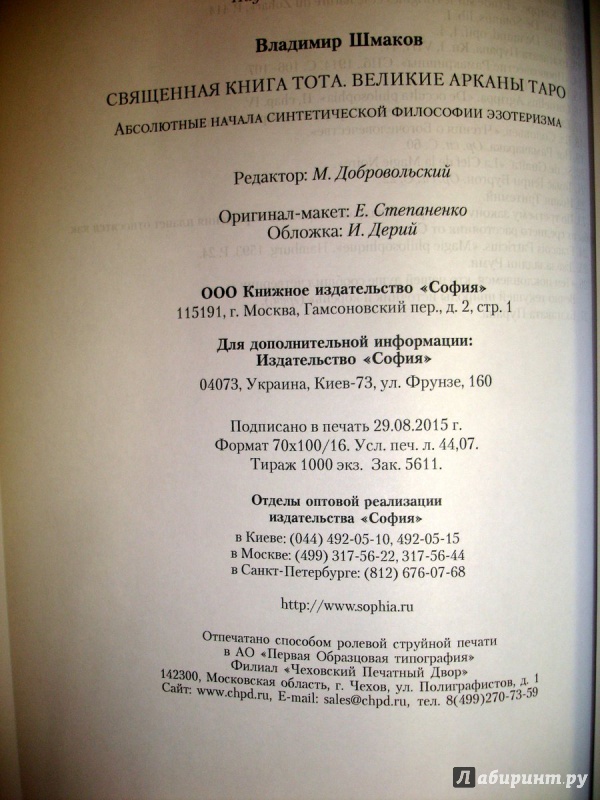 Владимир Шмаков
СВЯЩЕННАЯ КНИГА ТОТА. ВЕЛИКИЕ АРКАНЫ ТАРО
АБСОЛЮТНЫЕ НАЧАЛА СИНТЕТИЧЕСКОЙ ФИЛОСОФИИ ЭЗОТЕРИЗМА
Редактор: М. Добровольский
Оригинал-макет: Е. Степаненко
Обложка: И. Дерий
ООО Книжное издательство «София»
115191, г. Москва, Гамсоновский пер., д. 2, стр. 1
Для дополнительной информации:
Издательство «София»
04073, Украина, Киев-73, ул. Фрунзе, 160
Подписано в печать 29.08.2015 г.
Формат 70х100/16. Усл. печ. л. 44,07.
Тираж 1000 экз. Зак. 5611.
Отделы оптовой реализации
издательства «София»
в Киеве: (044) 492-05-10, 492-05-15
в Москве: (499) 317-56-22, 317-56-44
в Санкт-Петербурге: (812) 676-07-68
http://www.sophia.ru
Отпечатано способом ролевой струйной печати
в АО «Первая Образцовая типография»
Филиал «Чеховский Печатный Двор»
142300, Московская область, г. Чехов, ул. Полиграфистов, д. 1
Сайт: www.chpd.ru, E-mail: sales@chpd.ru, тел. 8(499)270-73-59
Лабиринт.ру